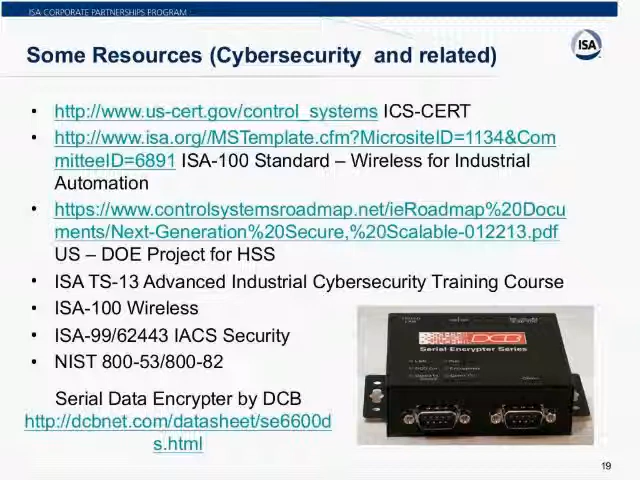 ISA CORPORATE PARTNERSHIPS PROGRAM
Some Resources (Cybersecurity and related)
ISA
• http://www.us-cert.gov/control_systems ICS-CERT
• http://www.isa.org//MSTemplate.cfm?MicrositeID=1134&Com
mitteeID=6891 ISA-100 Standard – Wireless for Industrial
Automation
• https://www.controlsystemsroadmap.net/ieRoadmap%20Docu
ments/Next-Generation%20Secure,%20Scalable-012213.pdf
US – DOE Project for HSS
• ISA TS-13 Advanced Industrial Cybersecurity Training Course
• ISA-100 Wireless
• ISA-99/62443 IACS Security
• NIST 800-53/800-82
DCB
Serial Encrypter Series
Serial Data Encrypter by DCB
http://dcbnet.com/datasheet/se6600d
s.html
19